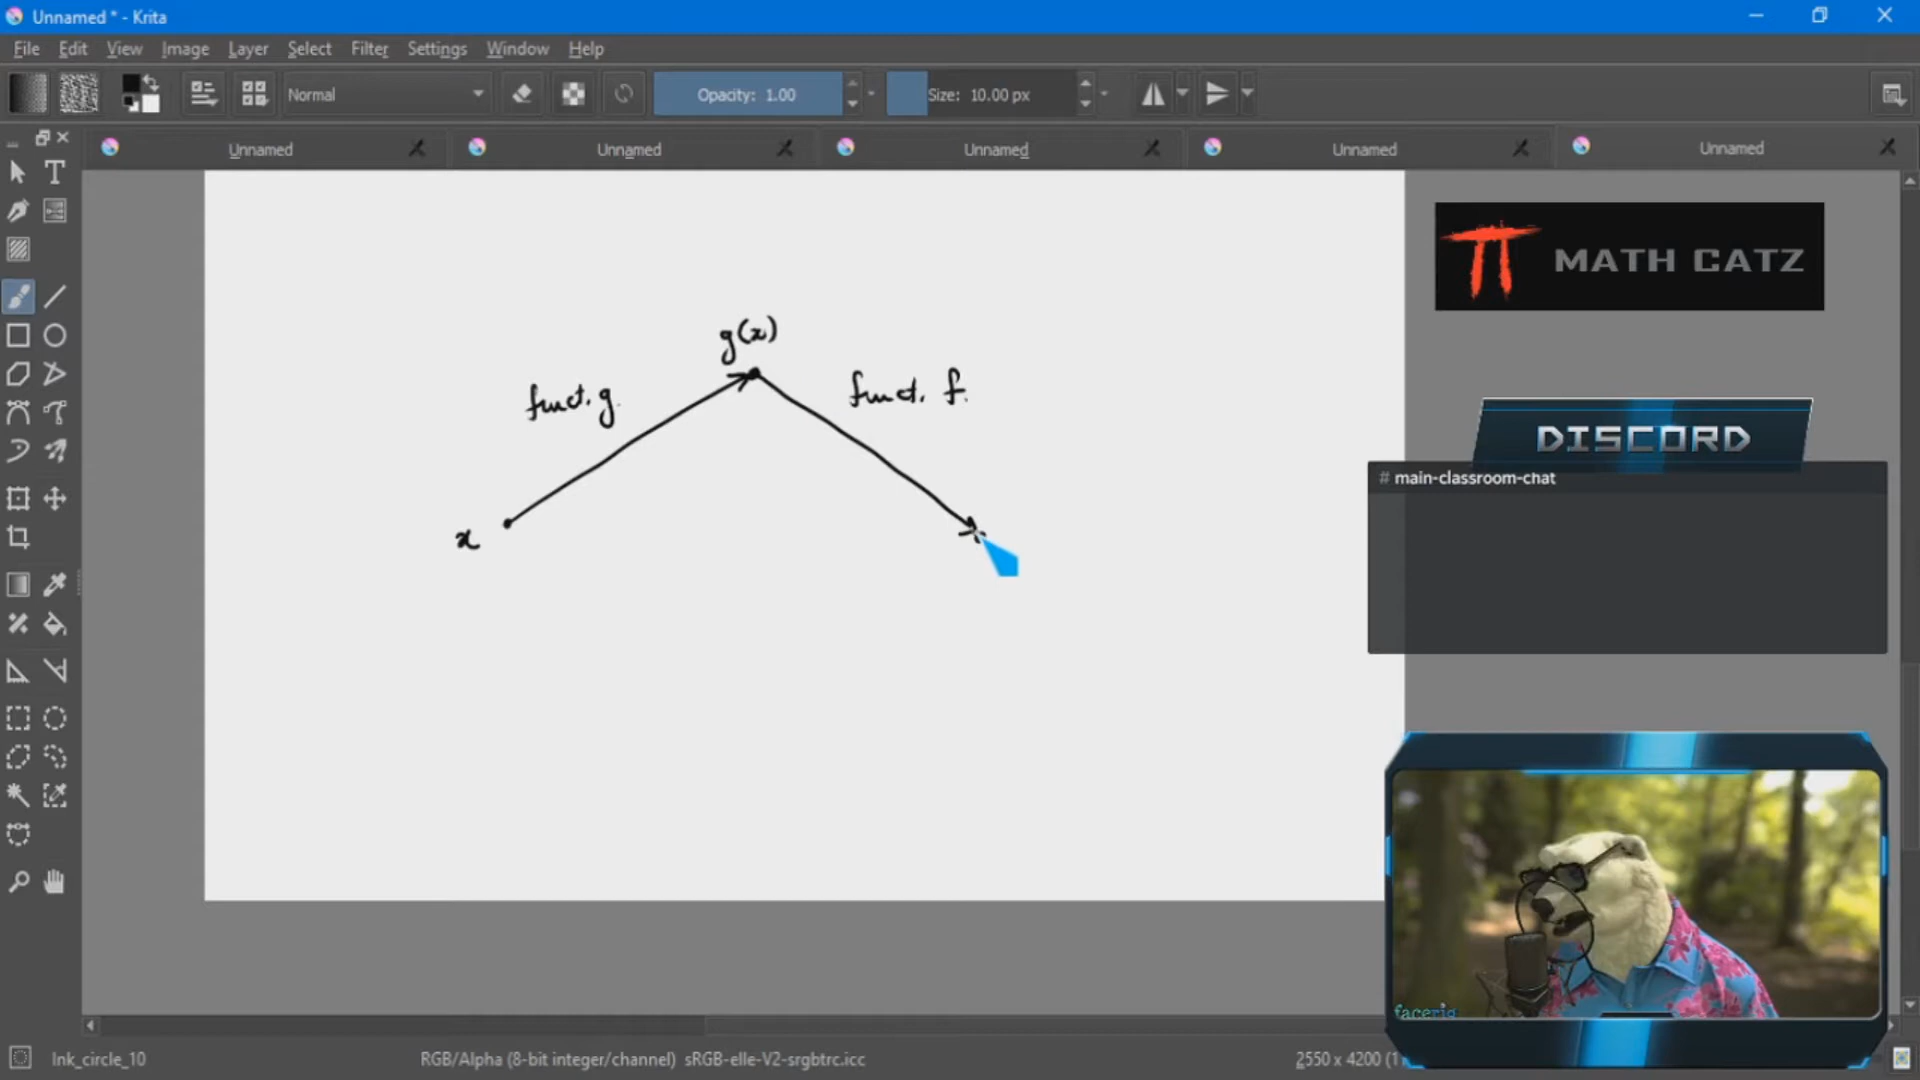 Unnamed * - Krita
File Edit View Image Layer Select Filter Settings Window Help
Normal
Opacity: 1.00
Size: 10.00 px
Unnamed
Unnamed
Unnamed
Unnamed
Unnamed
T
π MATH CATZ
g(x)
funct. g.
funct. f.
x
DISCORD
# main-classroom-chat
facerig
Ink_circle_10
RGB/Alpha (8-bit integer/channel) sRGB-elle-V2-srgbtrc.icc
2550 x 4200 (1